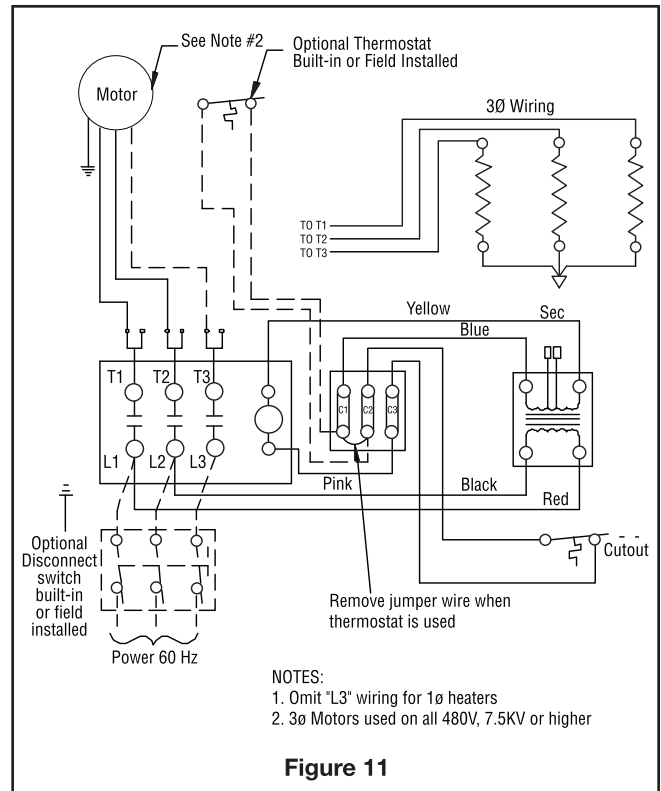 See Note #2
Optional Thermostat
Built-in or Field Installed
Motor
3Ø Wiring
TO T1
TO T2
TO T3
Yellow
Blue
Sec
T1 T2 T3
C1 C2 C3
L1 L2 L3
Pink
Black
Red
Optional
Disconnect
switch
built-in
or field
installed
Cutout
Remove jumper wire when
thermostat is used
Power 60 Hz
NOTES:
1. Omit "L3" wiring for 1ø heaters
2. 3ø Motors used on all 480V, 7.5KV or higher
Figure 11